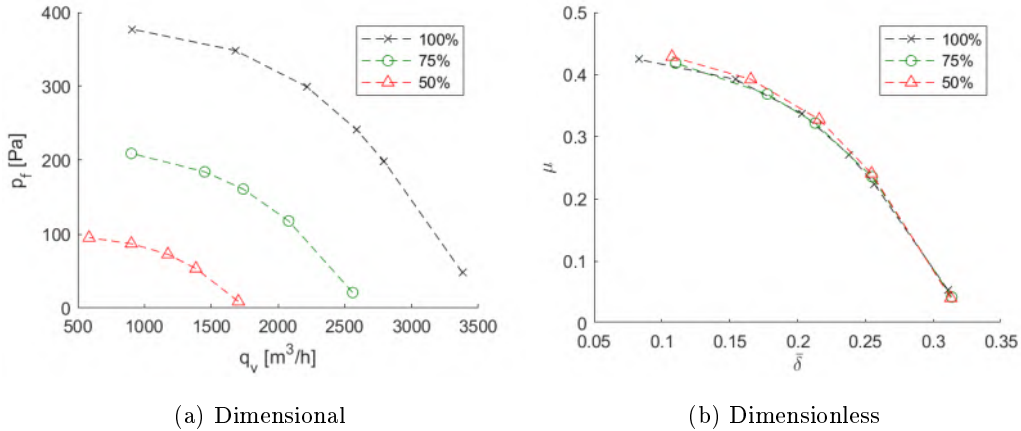 400
300
200
100
0
p_f [Pa]
500 1000 1500 2000 2500 3000 3500
q_v [m³/h]
100%
75%
50%
(a) Dimensional
0.5
0.4
0.3
0.2
0.1
0
μ
0.05 0.1 0.15 0.2 0.25 0.3 0.35
δ̄
100%
75%
50%
(b) Dimensionless